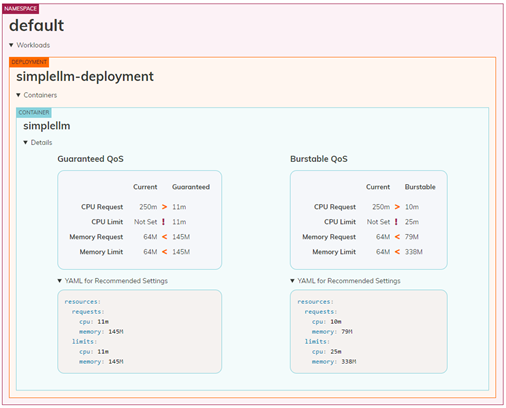 NAMESPACE
default
▼ Workloads
DEPLOYMENT
simplellm-deployment
▼ Containers
CONTAINER
simplellm
▼ Details
Guaranteed QoS
Current Guaranteed
CPU Request 250m > 11m
CPU Limit Not Set ! 11m
Memory Request 64M < 145M
Memory Limit 64M < 145M
▼ YAML for Recommended Settings
resources:
requests:
cpu: 11m
memory: 145M
limits:
cpu: 11m
memory: 145M
Burstable QoS
Current Burstable
CPU Request 250m > 10m
CPU Limit Not Set ! 25m
Memory Request 64M < 79M
Memory Limit 64M < 338M
▼ YAML for Recommended Settings
resources:
requests:
cpu: 10m
memory: 79M
limits:
cpu: 25m
memory: 338M